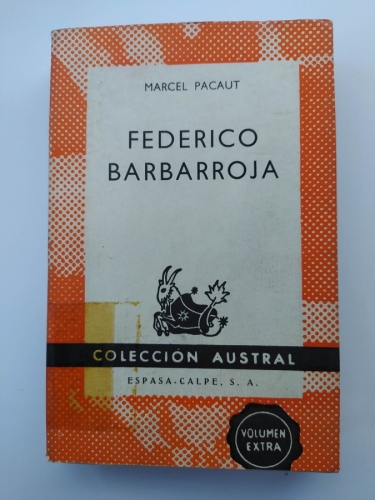 MARCEL PACAUT
FEDERICO
BARBARROJA
COLECCIÓN AUSTRAL
ESPASA-CALPE, S. A.
VOLUMEN
EXTRA